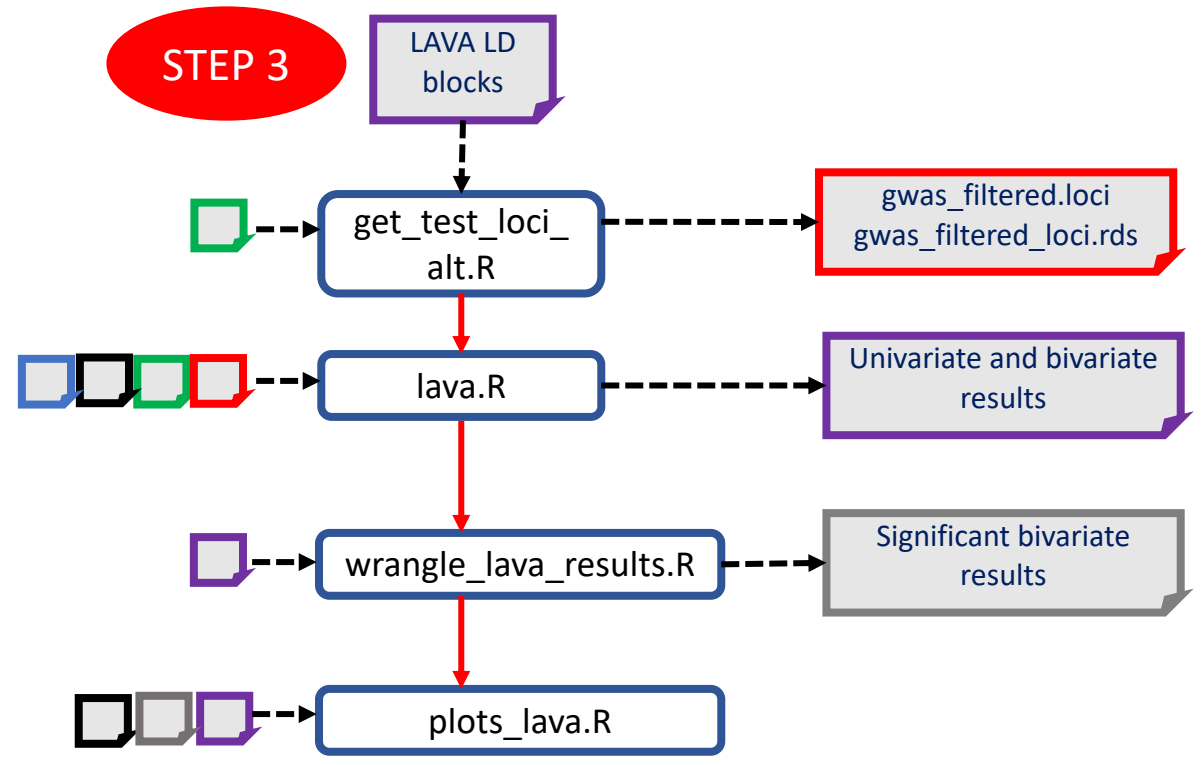 STEP 3
LAVA LD
blocks
get_test_loci_
alt.R
gwas_filtered.loci
gwas_filtered_loci.rds
lava.R
Univariate and bivariate
results
wrangle_lava_results.R
Significant bivariate
results
plots_lava.R